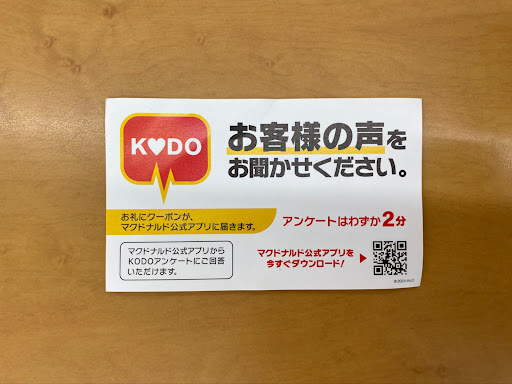 K♥DO
お客様の声を
お聞かせください。
お礼にクーポンが、
マクドナルド公式アプリに届きます。
アンケートはわずか2分
マクドナルド公式アプリから
KODOアンケートにご回答
いただけます。
マクドナルド公式アプリを
今すぐダウンロード!